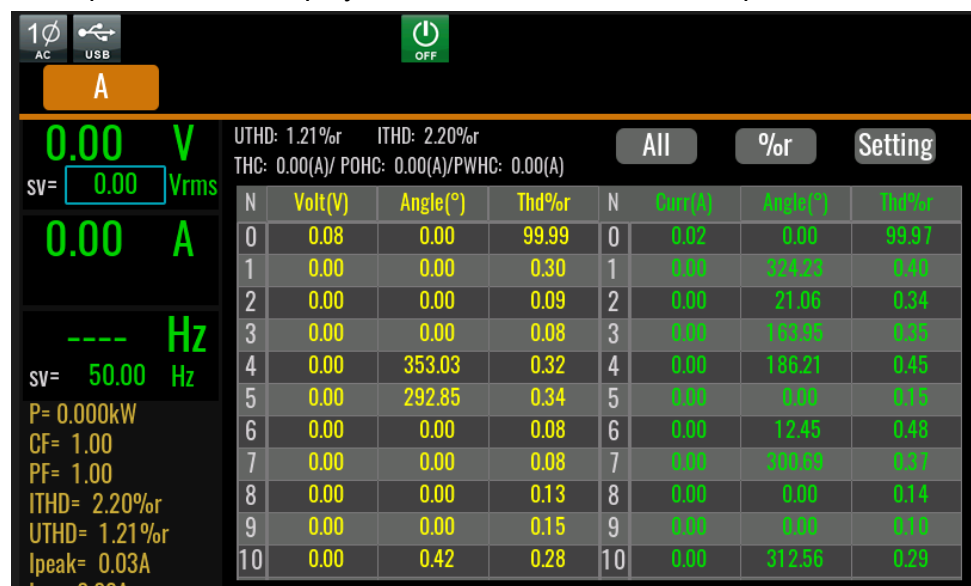 1Ø
AC
USB
OFF
A
0.00 V
sv= 0.00 Vrms
0.00 A
---- Hz
sv= 50.00 Hz
P= 0.000kW
CF= 1.00
PF= 1.00
ITHD= 2.20%r
UTHD= 1.21%r
Ipeak= 0.03A
UTHD: 1.21%r ITHD: 2.20%r
THC: 0.00(A)/ POHC: 0.00(A)/PWHC: 0.00(A)
All %r Setting
N Volt(V) Angle(°) Thd%r N Curr(A) Angle(°) Thd%r
0 0.08 0.00 99.99 0 0.02 0.00 99.97
1 0.00 0.00 0.30 1 0.00 324.23 0.40
2 0.00 0.00 0.09 2 0.00 21.06 0.34
3 0.00 0.00 0.08 3 0.00 163.95 0.35
4 0.00 353.03 0.32 4 0.00 186.21 0.45
5 0.00 292.85 0.34 5 0.00 0.00 0.15
6 0.00 0.00 0.08 6 0.00 12.45 0.48
7 0.00 0.00 0.08 7 0.00 300.69 0.37
8 0.00 0.00 0.13 8 0.00 0.00 0.14
9 0.00 0.00 0.15 9 0.00 0.00 0.10
10 0.00 0.42 0.28 10 0.00 312.56 0.29